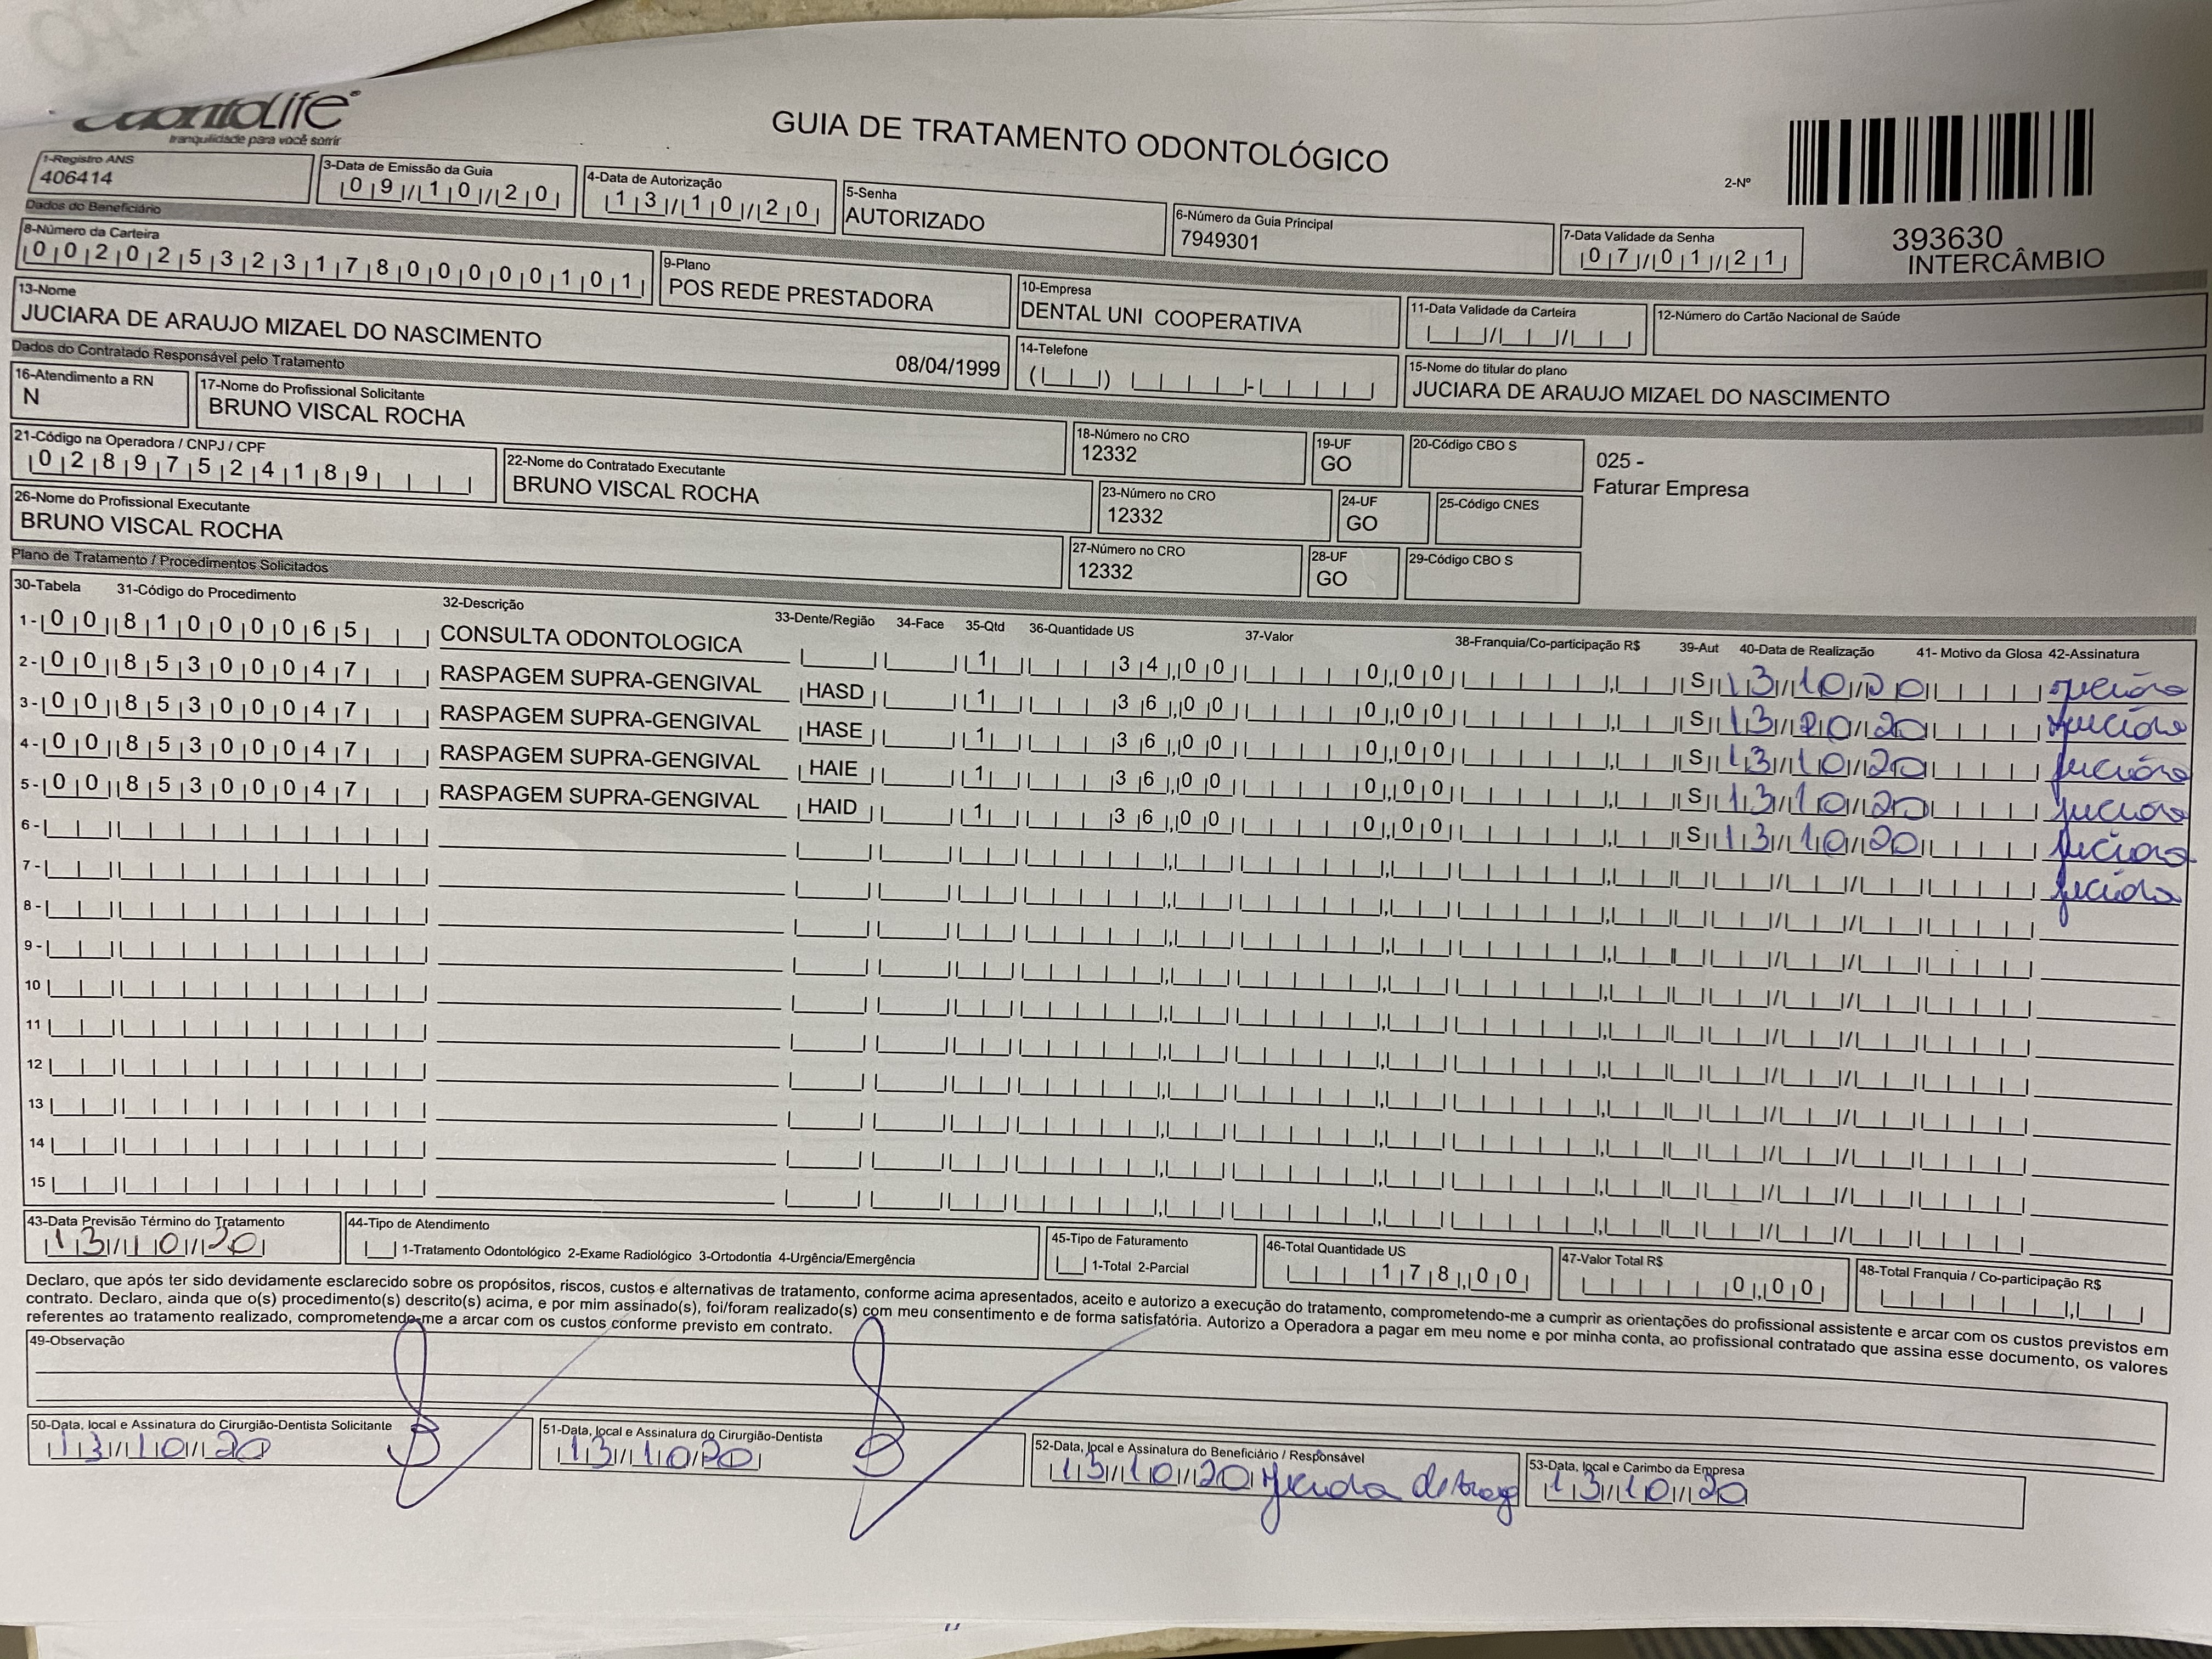 OdontoLife
tranquilidade para você sorrir
GUIA DE TRATAMENTO ODONTOLÓGICO
2-Nº
393630
INTERCÂMBIO
1-Registro ANS
406414
3-Data de Emissão da Guia
09/10/20
4-Data de Autorização
13/10/20
5-Senha
AUTORIZADO
6-Número da Guia Principal
7949301
7-Data Validade da Senha
07/01/21
Dados do Beneficiário
8-Número da Carteira
00202532317800000101
9-Plano
POS REDE PRESTADORA
10-Empresa
DENTAL UNI COOPERATIVA
11-Data Validade da Carteira
12-Número do Cartão Nacional de Saúde
13-Nome
JUCIARA DE ARAUJO MIZAEL DO NASCIMENTO
08/04/1999
14-Telefone
15-Nome do titular do plano
JUCIARA DE ARAUJO MIZAEL DO NASCIMENTO
Dados do Contratado Responsável pelo Tratamento
16-Atendimento a RN
N
17-Nome do Profissional Solicitante
BRUNO VISCAL ROCHA
18-Número no CRO
12332
19-UF
GO
20-Código CBO S
025 -
Faturar Empresa
21-Código na Operadora / CNPJ / CPF
02897524189
22-Nome do Contratado Executante
BRUNO VISCAL ROCHA
23-Número no CRO
12332
24-UF
GO
25-Código CNES
26-Nome do Profissional Executante
BRUNO VISCAL ROCHA
27-Número no CRO
12332
28-UF
GO
29-Código CBO S
Plano de Tratamento / Procedimentos Solicitados
30-Tabela 31-Código do Procedimento 32-Descrição 33-Dente/Região 34-Face 35-Qtd 36-Quantidade US 37-Valor 38-Franquia/Co-participação R$ 39-Aut 40-Data de Realização 41- Motivo da Glosa 42-Assinatura
1- 00 81000065 CONSULTA ODONTOLOGICA 1 34,00 0,00 S 13/10/20
2- 00 85300047 RASPAGEM SUPRA-GENGIVAL HASD 1 36,00 0,00 S 13/10/20
3- 00 85300047 RASPAGEM SUPRA-GENGIVAL HASE 1 36,00 0,00 S 13/10/20
4- 00 85300047 RASPAGEM SUPRA-GENGIVAL HAIE 1 36,00 0,00 S 13/10/20
5- 00 85300047 RASPAGEM SUPRA-GENGIVAL HAID 1 36,00 0,00 S 13/10/20
6-
7-
8-
9-
10
11
12
13
14
15
43-Data Previsão Término do Tratamento
13/10/20
44-Tipo de Atendimento
1-Tratamento Odontológico 2-Exame Radiológico 3-Ortodontia 4-Urgência/Emergência
45-Tipo de Faturamento
1-Total 2-Parcial
46-Total Quantidade US
178,00
47-Valor Total R$
0,00
48-Total Franquia / Co-participação R$
Declaro, que após ter sido devidamente esclarecido sobre os propósitos, riscos, custos e alternativas de tratamento, conforme acima apresentados, aceito e autorizo a execução do tratamento, comprometendo-me a cumprir as orientações do profissional assistente e arcar com os custos previstos em
contrato. Declaro, ainda que o(s) procedimento(s) descrito(s) acima, e por mim assinado(s), foi/foram realizado(s) com meu consentimento e de forma satisfatória. Autorizo a Operadora a pagar em meu nome e por minha conta, ao profissional contratado que assina esse documento, os valores
referentes ao tratamento realizado, comprometendo-me a arcar com os custos conforme previsto em contrato.
49-Observação
50-Data, local e Assinatura do Cirurgião-Dentista Solicitante
13/10/20
51-Data, local e Assinatura do Cirurgião-Dentista
13/10/20
52-Data, local e Assinatura do Beneficiário / Responsável
13/10/20
53-Data, local e Carimbo da Empresa
13/10/20